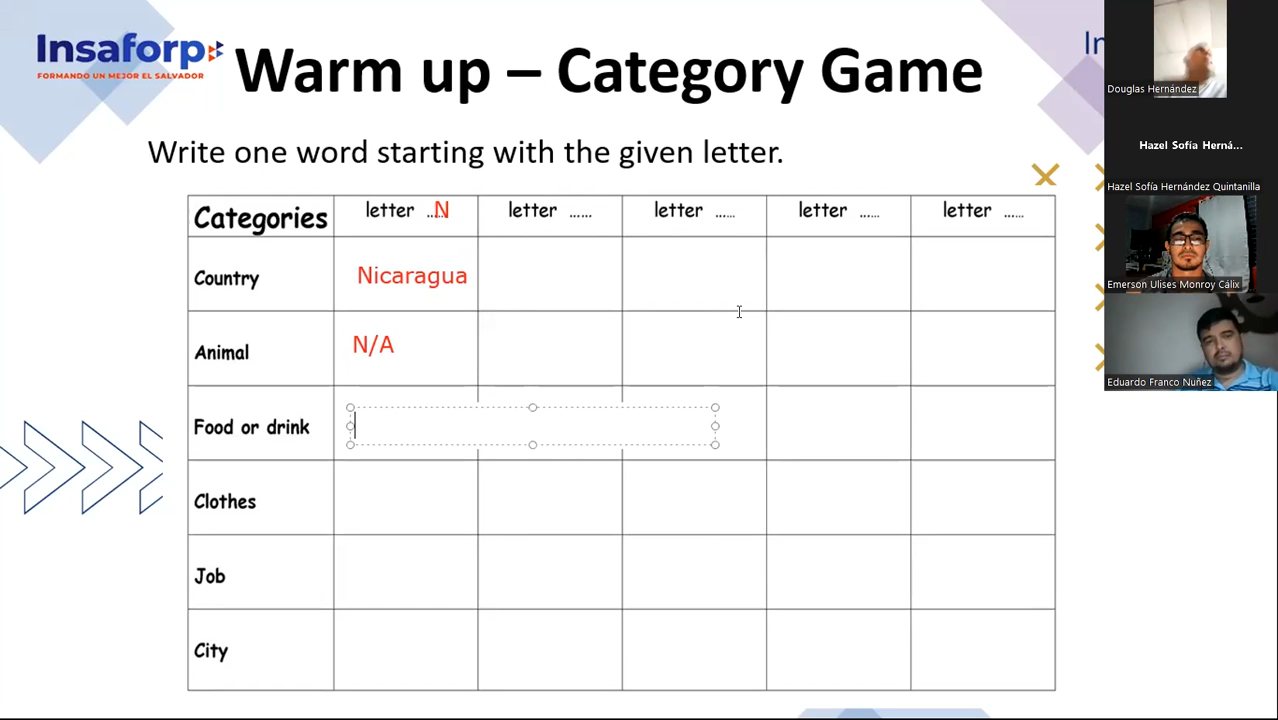 Insaforp
FORMANDO UN MEJOR EL SALVADOR
Warm up – Category Game
Write one word starting with the given letter.
Categories letter ..... N letter ...... letter ...... letter ...... letter ......
Country Nicaragua
Animal N/A
Food or drink
Clothes
Job
City
In
Douglas Hernández
Hazel Sofía Herná...
Hazel Sofía Hernández Quintanilla
Emerson Ulises Monroy Cálix
Eduardo Franco Nuñez